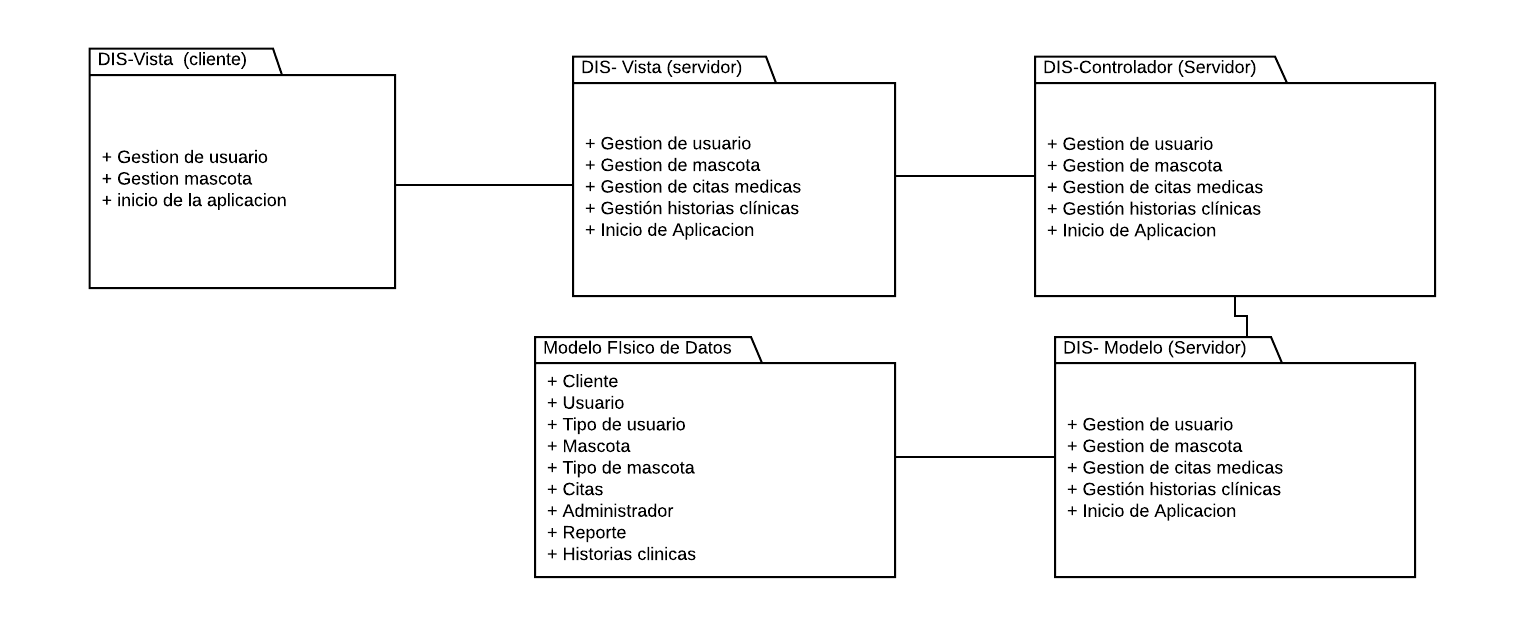 DIS-Vista (cliente)
+ Gestion de usuario
+ Gestion mascota
+ inicio de la aplicacion
DIS- Vista (servidor)
+ Gestion de usuario
+ Gestion de mascota
+ Gestion de citas medicas
+ Gestión historias clínicas
+ Inicio de Aplicacion
DIS-Controlador (Servidor)
+ Gestion de usuario
+ Gestion de mascota
+ Gestion de citas medicas
+ Gestión historias clínicas
+ Inicio de Aplicacion
Modelo FIsico de Datos
+ Cliente
+ Usuario
+ Tipo de usuario
+ Mascota
+ Tipo de mascota
+ Citas
+ Administrador
+ Reporte
+ Historias clinicas
DIS- Modelo (Servidor)
+ Gestion de usuario
+ Gestion de mascota
+ Gestion de citas medicas
+ Gestión historias clínicas
+ Inicio de Aplicacion